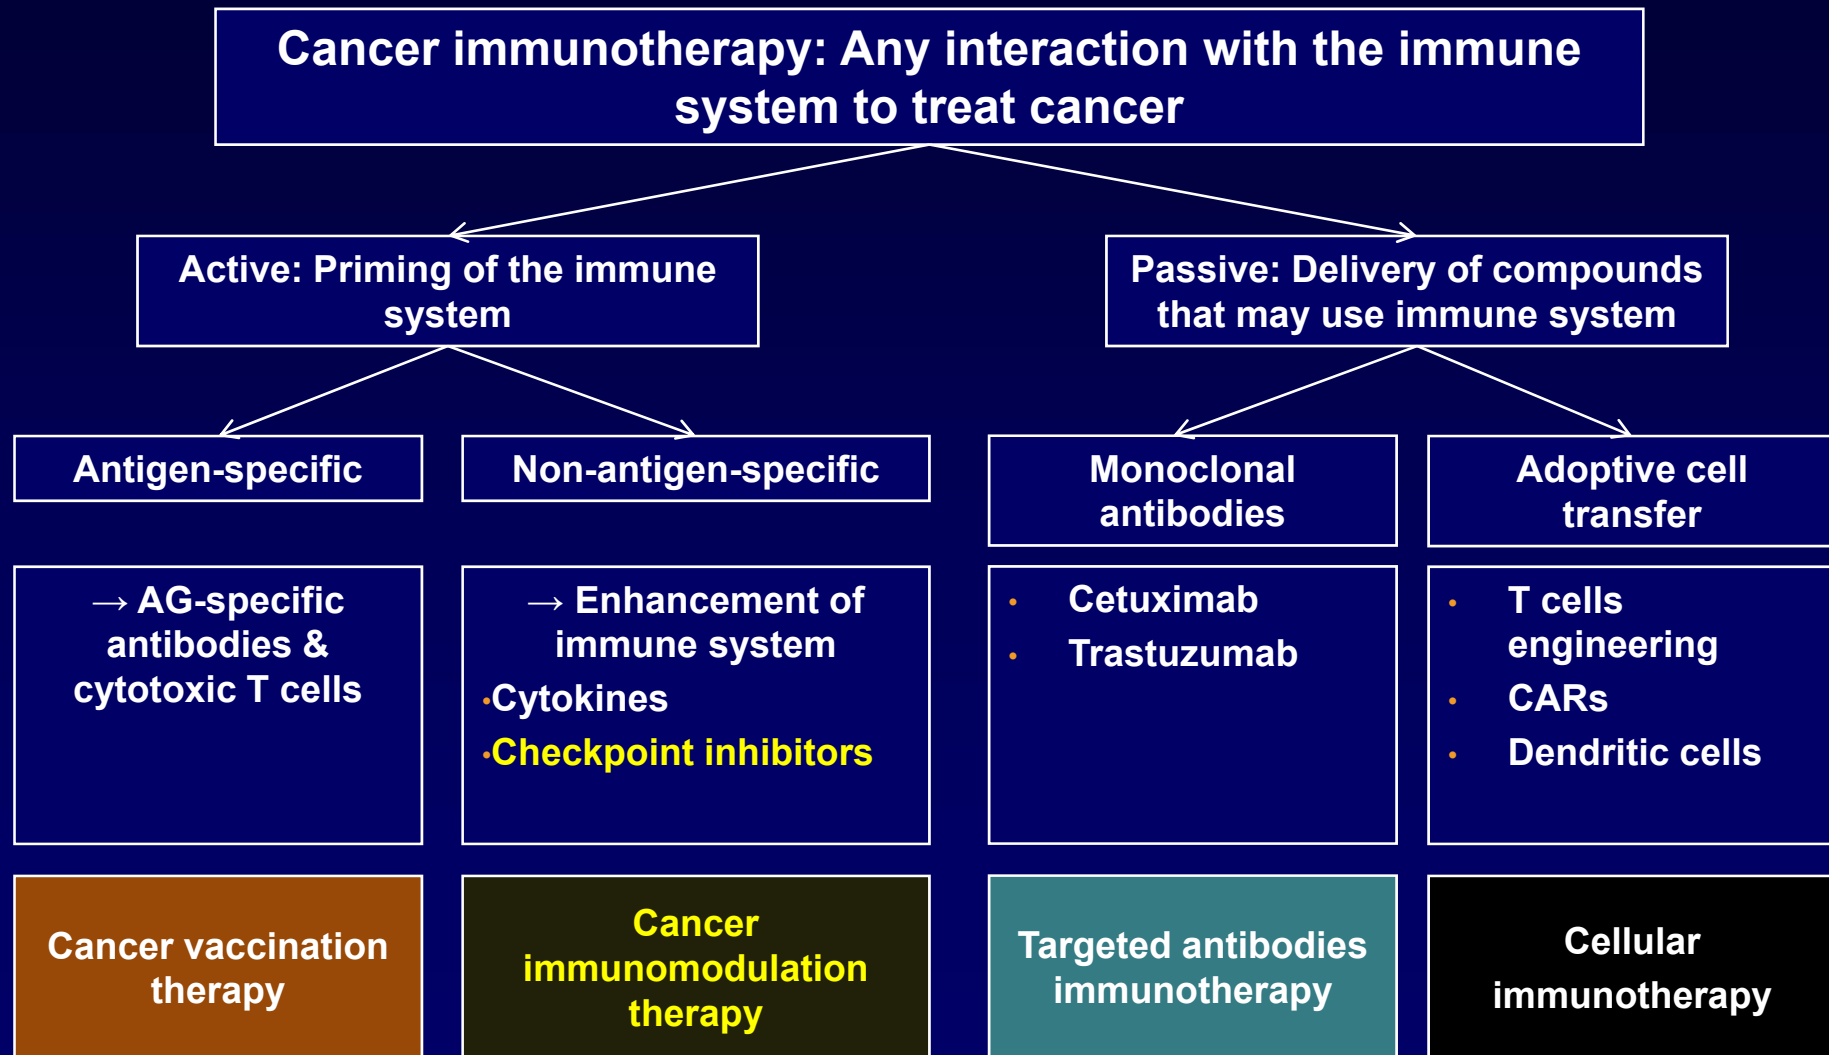 Cancer immunotherapy: Any interaction with the immune
system to treat cancer
Active: Priming of the immune
system
Passive: Delivery of compounds
that may use immune system
Antigen-specific
Non-antigen-specific
Monoclonal
antibodies
Adoptive cell
transfer
→ AG-specific
antibodies &
cytotoxic T cells
→ Enhancement of
immune system
•Cytokines
•Checkpoint inhibitors
• Cetuximab
• Trastuzumab
• T cells
engineering
• CARs
• Dendritic cells
Cancer vaccination
therapy
Cancer
immunomodulation
therapy
Targeted antibodies
immunotherapy
Cellular
immunotherapy